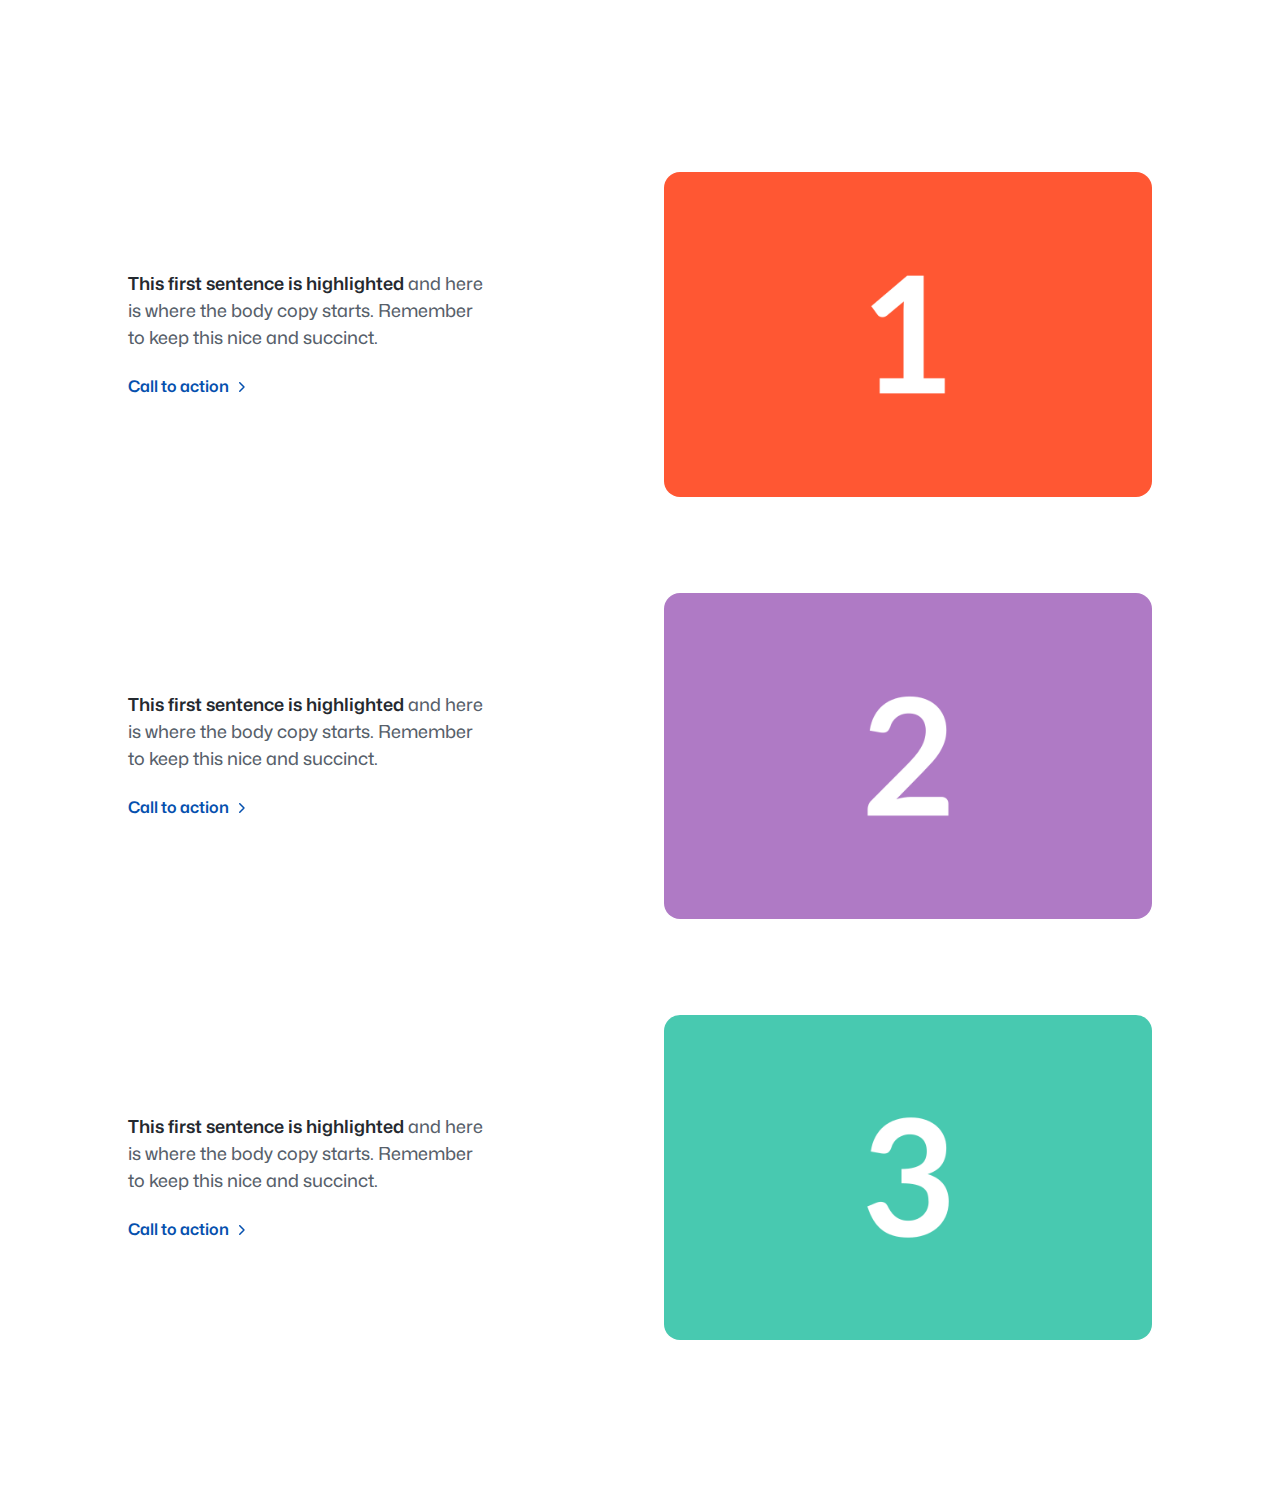 This first sentence is highlighted and here
is where the body copy starts. Remember
to keep this nice and succinct.
Call to action
1
This first sentence is highlighted and here
is where the body copy starts. Remember
to keep this nice and succinct.
Call to action
2
This first sentence is highlighted and here
is where the body copy starts. Remember
to keep this nice and succinct.
Call to action
3